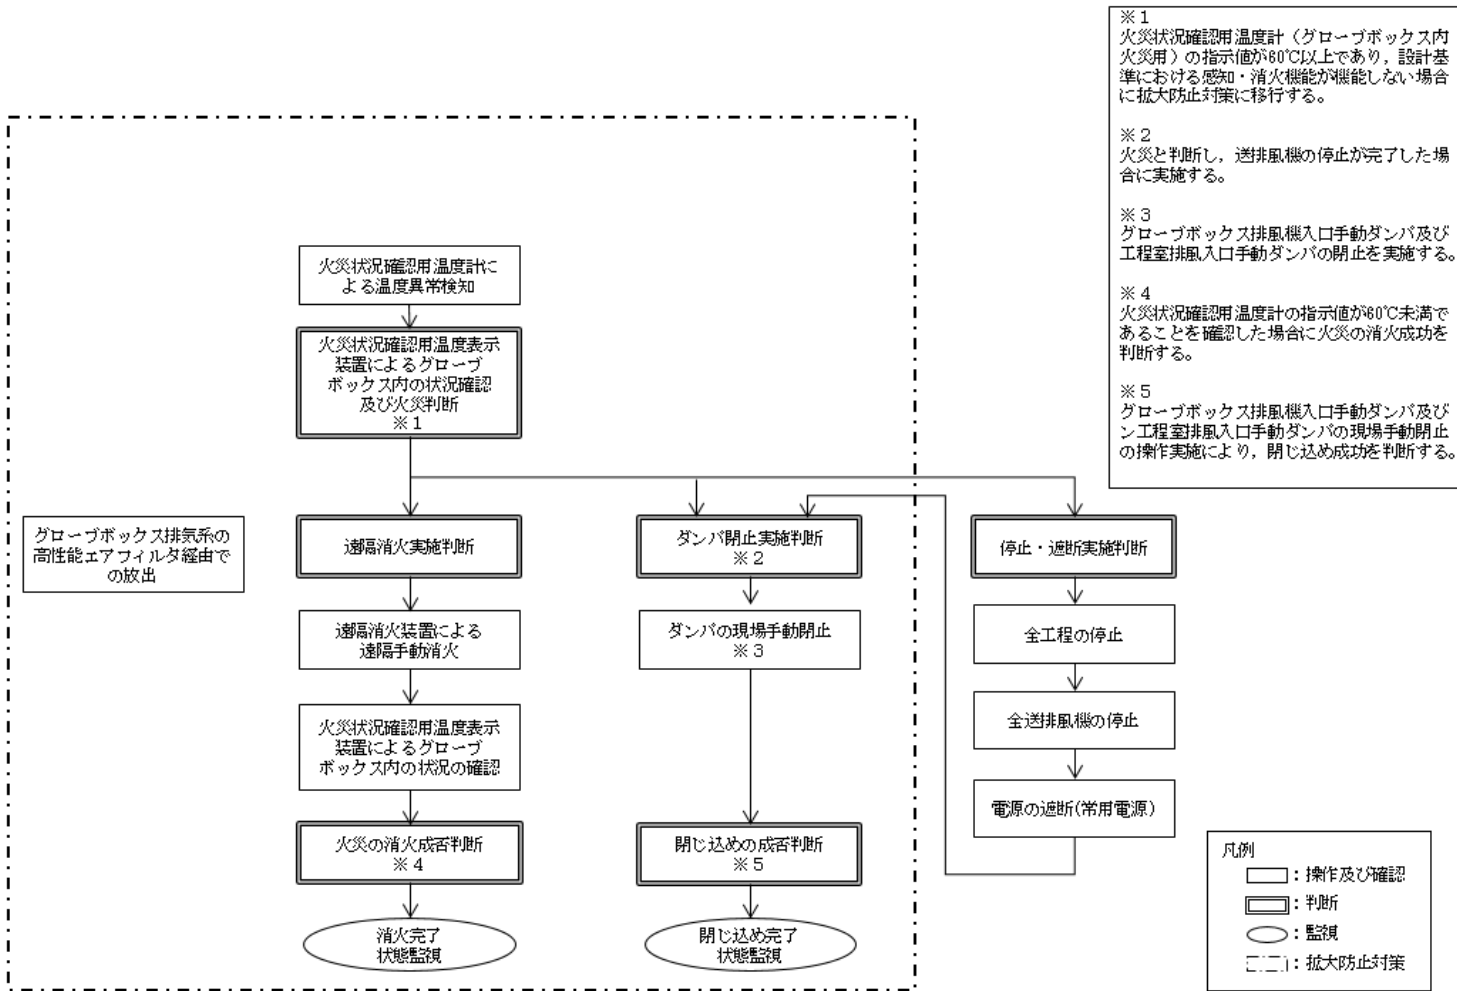 ※1
火災状況確認用温度計（グローブボックス内
火災用）の指示値が60℃以上であり，設計基
準における感知・消火機能が機能しない場合
に拡大防止対策に移行する。
※2
火災と判断し，送排風機の停止が完了した場
合に実施する。
※3
グローブボックス排風機入口手動ダンパ及び
工程室排風入口手動ダンパの閉止を実施する。
※4
火災状況確認用温度計の指示値が60℃未満で
あることを確認した場合に火災の消火成功を
判断する。
※5
グローブボックス排風機入口手動ダンパ及び
ン工程室排風入口手動ダンパの現場手動閉止
の操作実施により，閉じ込め成功を判断する。
火災状況確認用温度計に
よる温度異常検知
火災状況確認用温度表示
装置によるグローブ
ボックス内の状況確認
及び火災判断
※1
グローブボックス排気系の
高性能エアフィルタ経由で
の放出
遠隔消火実施判断
遠隔消火装置による
遠隔手動消火
火災状況確認用温度表示
装置によるグローブ
ボックス内の状況の確認
火災の消火成否判断
※4
消火完了
状態監視
ダンパ閉止実施判断
※2
ダンパの現場手動閉止
※3
閉じ込めの成否判断
※5
閉じ込め完了
状態監視
停止・遮断実施判断
全工程の停止
全送排風機の停止
電源の遮断(常用電源)
凡例
：操作及び確認
：判断
：監視
：拡大防止対策